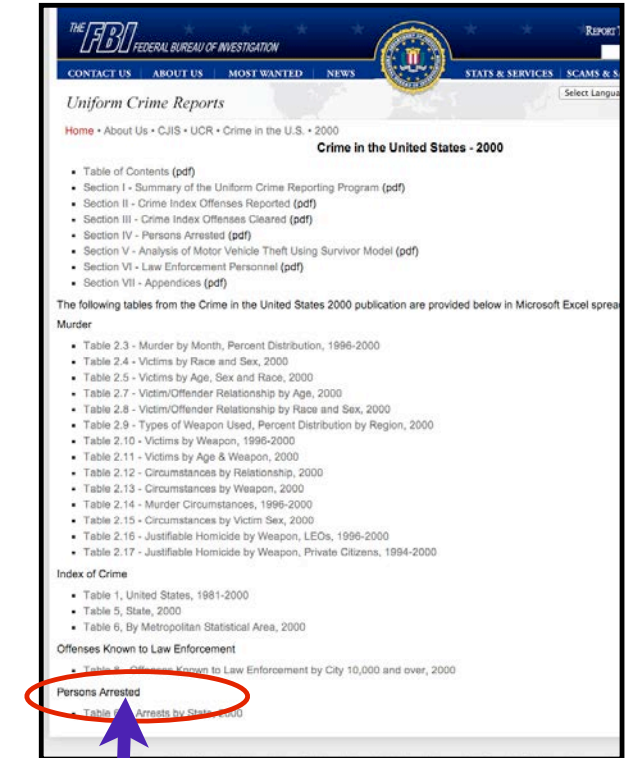 THE FBI FEDERAL BUREAU OF INVESTIGATION
REPORT
CONTACT US | ABOUT US | MOST WANTED | NEWS | STATS & SERVICES | SCAMS &
Uniform Crime Reports
Select
Home • About Us • CJIS • UCR • Crime in the U.S. • 2000
Crime in the United States - 2000
▪ Table of Contents (pdf)
▪ Section I - Summary of the Uniform Crime Reporting Program (pdf)
▪ Section II - Crime Index Offenses Reported (pdf)
▪ Section III - Crime Index Offenses Cleared (pdf)
▪ Section IV - Persons Arrested (pdf)
▪ Section V - Analysis of Motor Vehicle Theft Using Survivor Model (pdf)
▪ Section VI - Law Enforcement Personnel (pdf)
▪ Section VII - Appendices (pdf)
The following tables from the Crime in the United States 2000 publication are provided below in Microsoft Excel
Murder
▪ Table 2.3 - Murder by Month, Percent Distribution, 1996-2000
▪ Table 2.4 - Victims by Race and Sex, 2000
▪ Table 2.5 - Victims by Age, Sex and Race, 2000
▪ Table 2.7 - Victim/Offender Relationship by Age, 2000
▪ Table 2.8 - Victim/Offender Relationship by Race and Sex, 2000
▪ Table 2.9 - Types of Weapon Used, Percent Distribution by Region, 2000
▪ Table 2.10 - Victims by Weapon, 1996-2000
▪ Table 2.11 - Victims by Age & Weapon, 2000
▪ Table 2.12 - Circumstances by Relationship, 2000
▪ Table 2.13 - Circumstances by Weapon, 2000
▪ Table 2.14 - Murder Circumstances, 1996-2000
▪ Table 2.15 - Circumstances by Victim Sex, 2000
▪ Table 2.16 - Justifiable Homicide by Weapon, LEOs, 1996-2000
▪ Table 2.17 - Justifiable Homicide by Weapon, Private Citizens, 1994-2000
Index of Crime
▪ Table 1, United States, 1981-2000
▪ Table 5, State, 2000
▪ Table 6, By Metropolitan Statistical Area, 2000
Offenses Known to Law Enforcement
▪ Table 8 - Offenses Known to Law Enforcement by City 10,000 and over, 2000
Persons Arrested
▪ Table Arrests by State, 2000